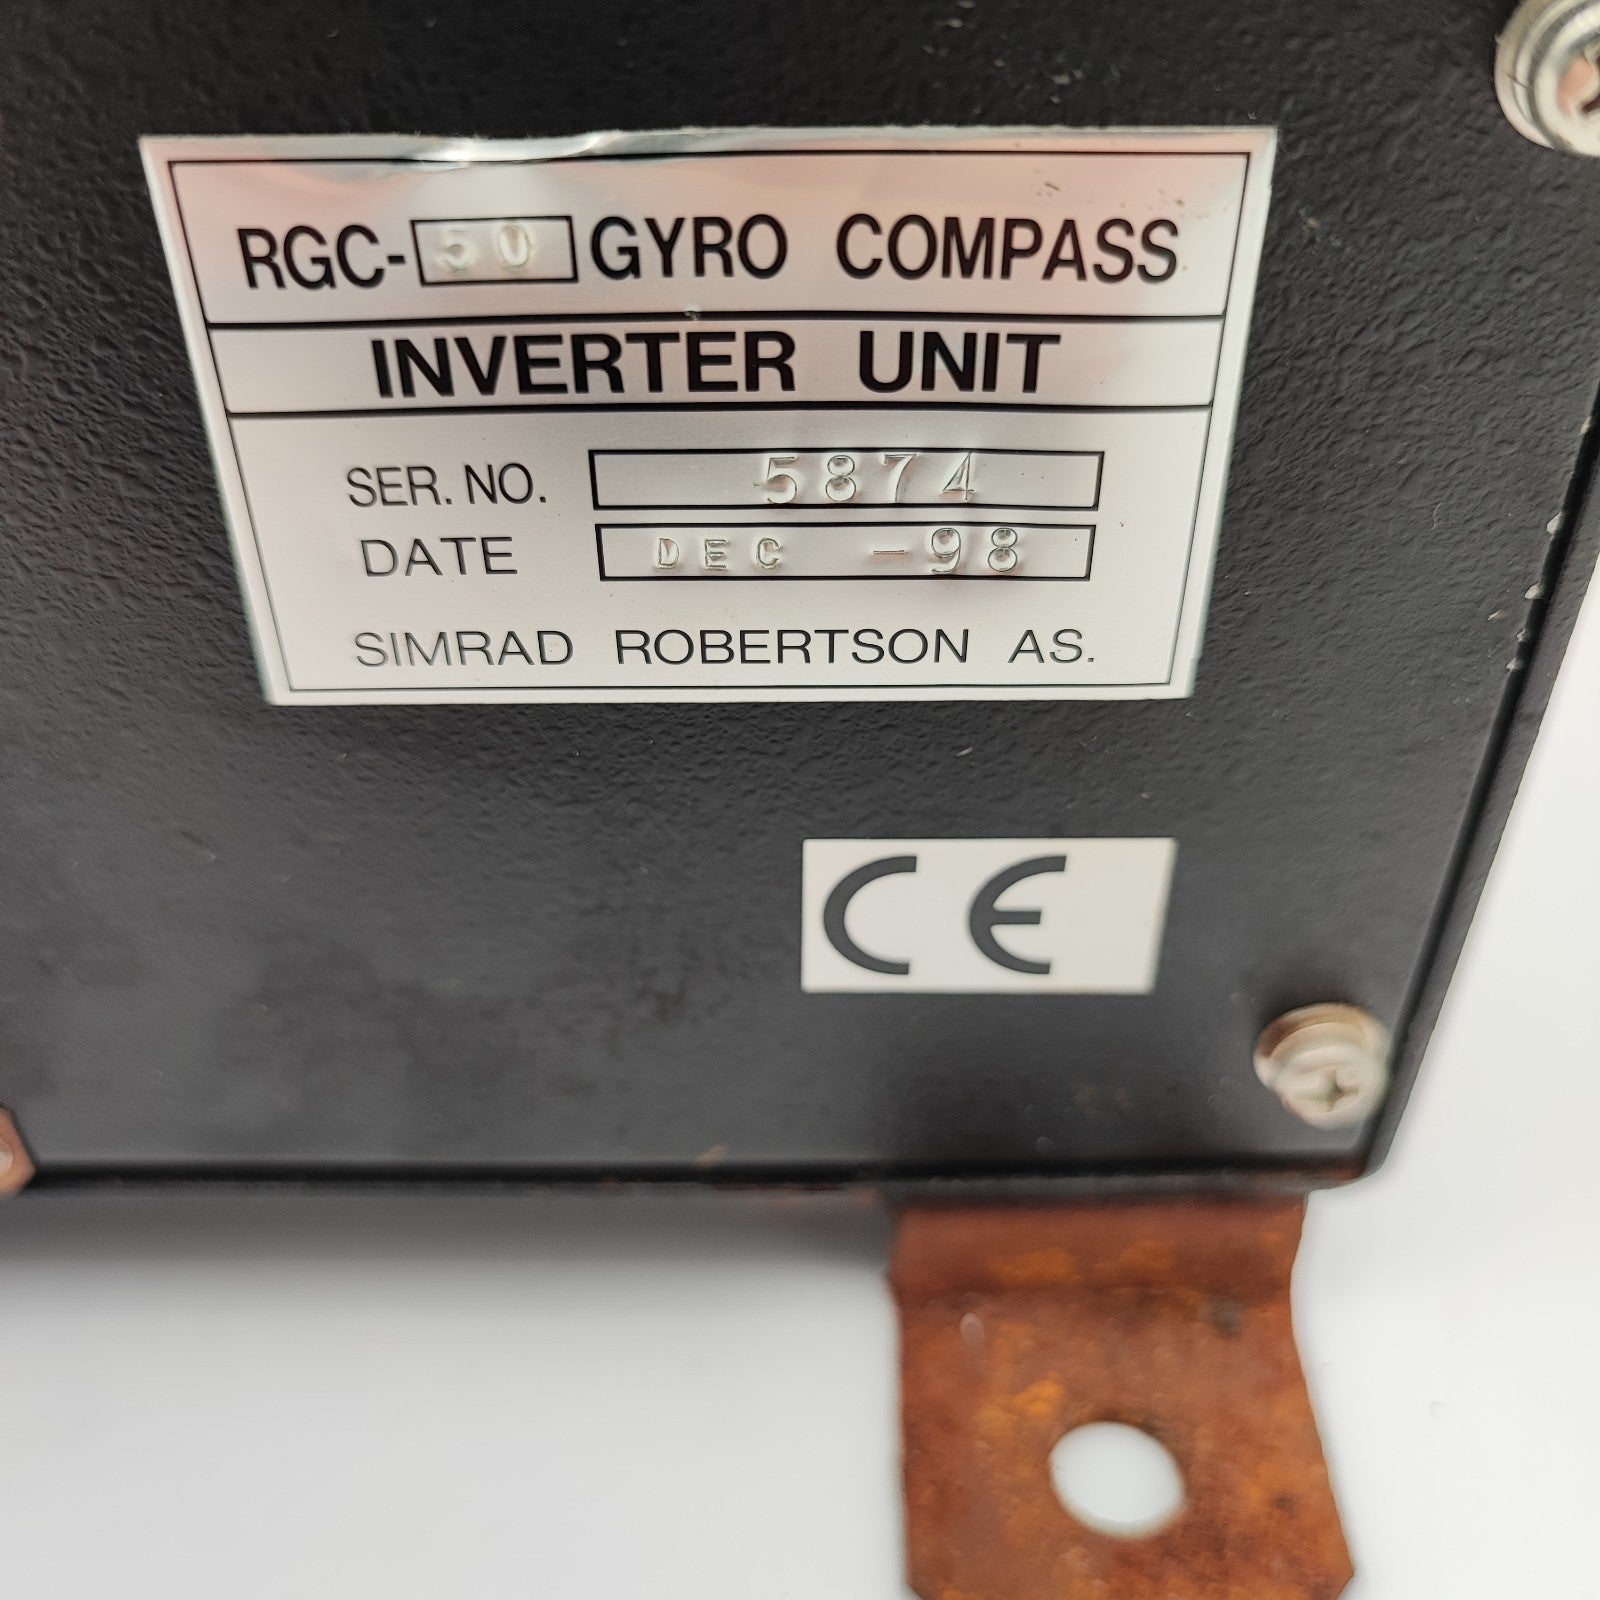 RGC-50 GYRO COMPASS
INVERTER UNIT
SER. NO. 5874
DATE DEC -98
SIMRAD ROBERTSON AS.
CE